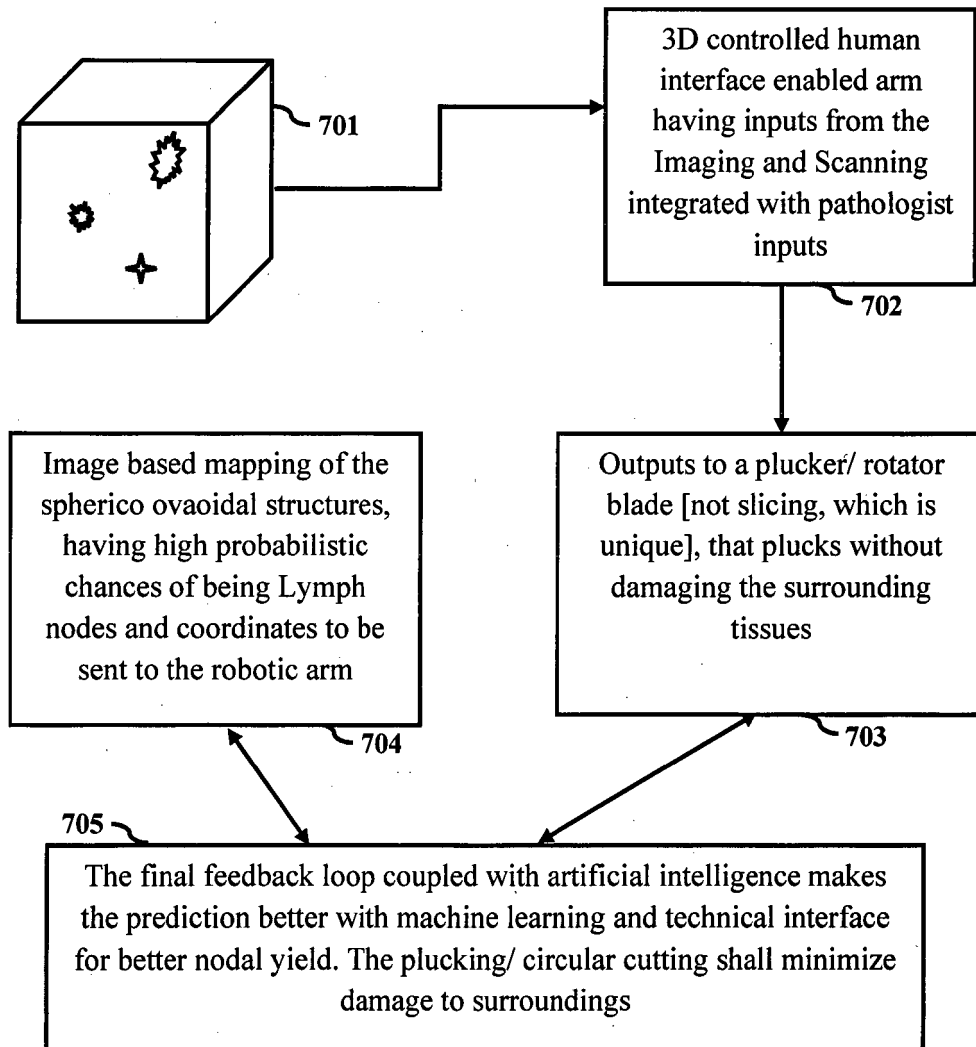 701
3D controlled human
interface enabled arm
having inputs from the
Imaging and Scanning
integrated with pathologist
inputs
702
Image based mapping of the
spherico ovaoidal structures,
having high probabilistic
chances of being Lymph
nodes and coordinates to be
sent to the robotic arm
704
Outputs to a plucker/ rotator
blade [not slicing, which is
unique], that plucks without
damaging the surrounding
tissues
703
705
The final feedback loop coupled with artificial intelligence makes
the prediction better with machine learning and technical interface
for better nodal yield. The plucking/ circular cutting shall minimize
damage to surroundings